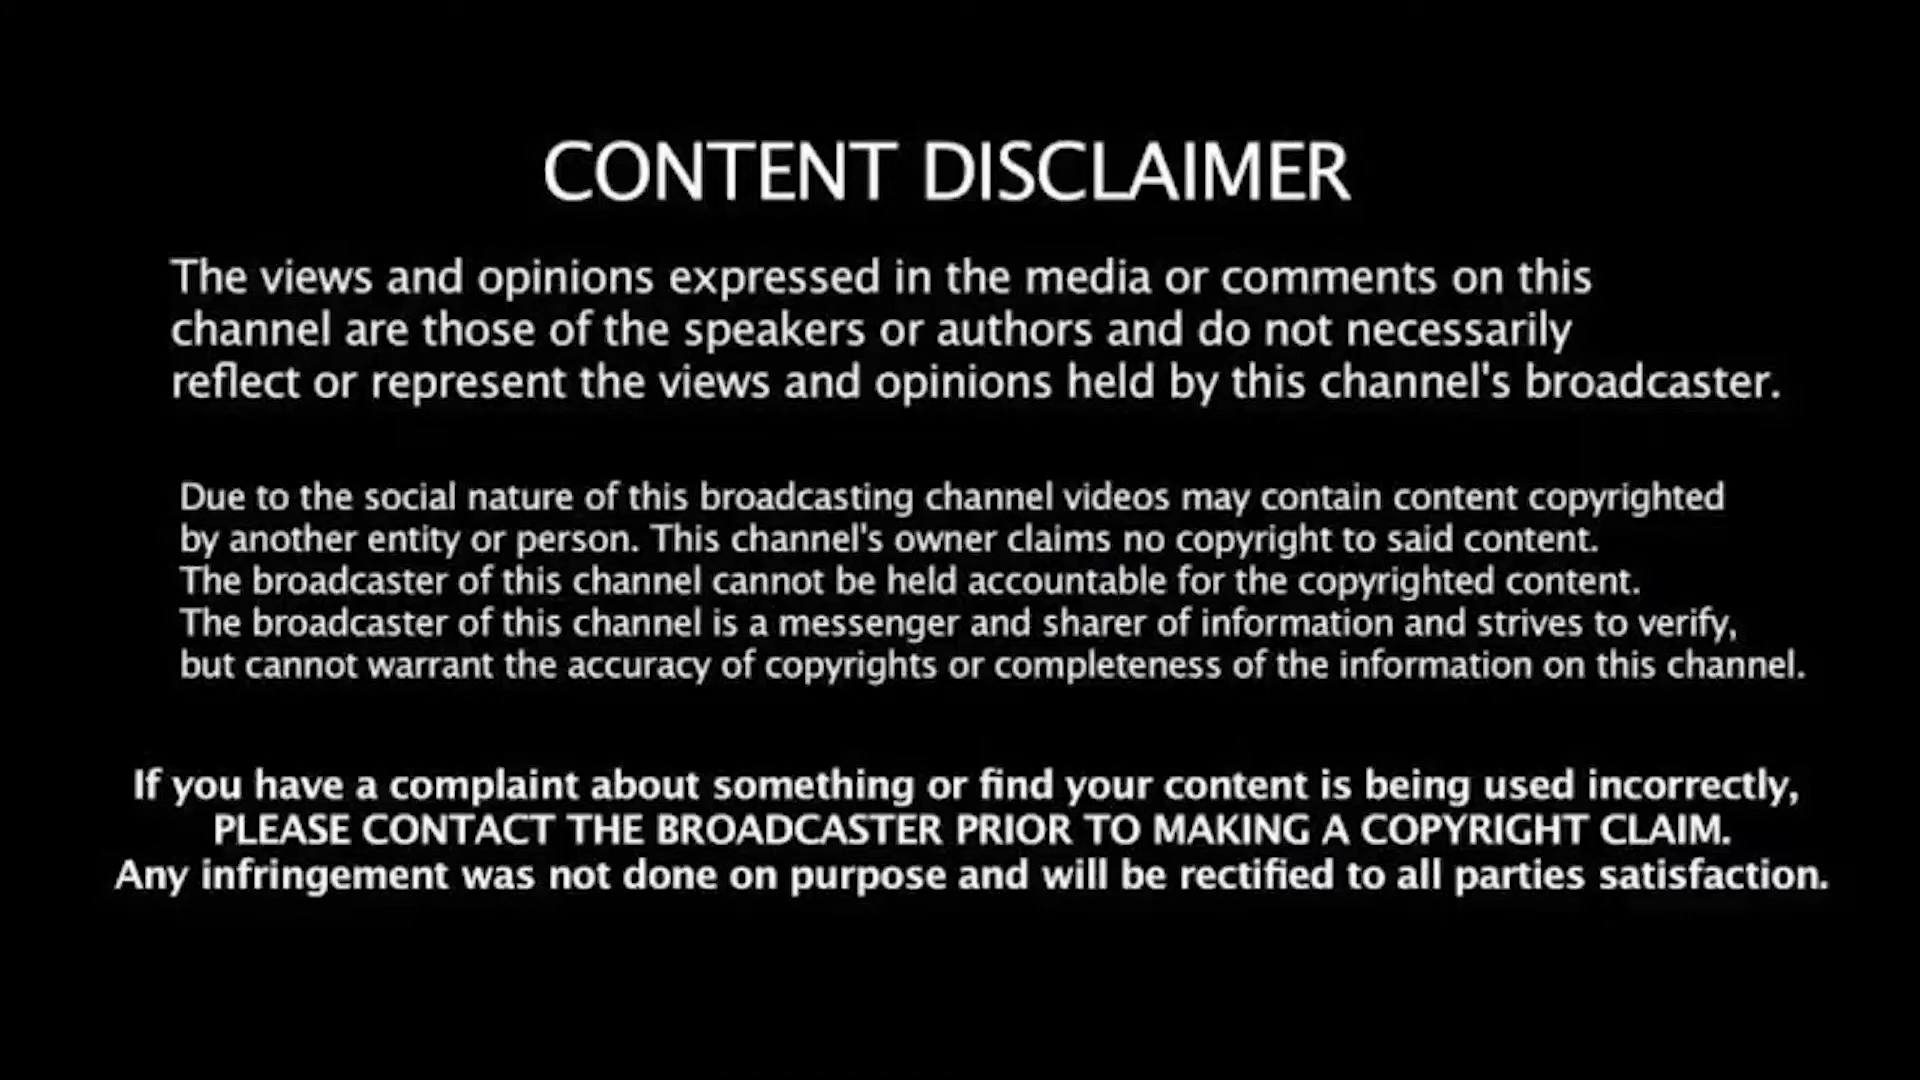 CONTENT DISCLAIMER
The views and opinions expressed in the media or comments on this
channel are those of the speakers or authors and do not necessarily
reflect or represent the views and opinions held by this channel's broadcaster.
Due to the social nature of this broadcasting channel videos may contain content copyrighted
by another entity or person. This channel's owner claims no copyright to said content.
The broadcaster of this channel cannot be held accountable for the copyrighted content.
The broadcaster of this channel is a messenger and sharer of information and strives to verify,
but cannot warrant the accuracy of copyrights or completeness of the information on this channel.
If you have a complaint about something or find your content is being used incorrectly,
PLEASE CONTACT THE BROADCASTER PRIOR TO MAKING A COPYRIGHT CLAIM.
Any infringement was not done on purpose and will be rectified to all parties satisfaction.